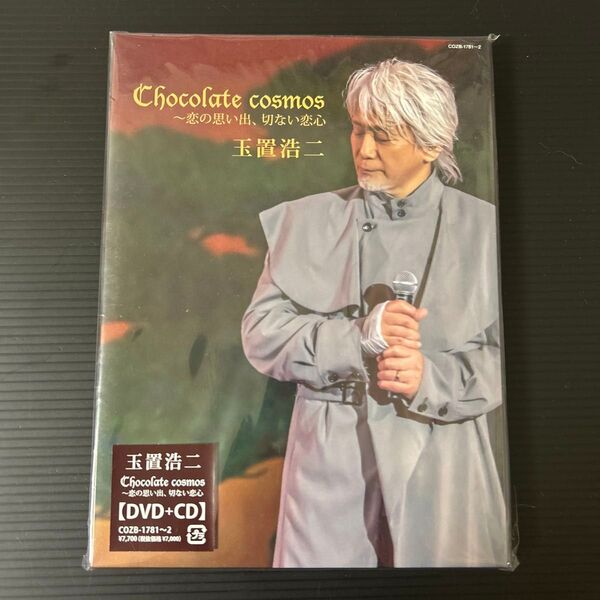 COZB-1781~2
Chocolate cosmos
~恋の思い出、切ない恋心
玉置浩二
玉置浩二
Chocolate cosmos
~恋の思い出、切ない恋心
【DVD+CD】
COZB-1781~2
¥7,700(税抜価格 ¥7,000)